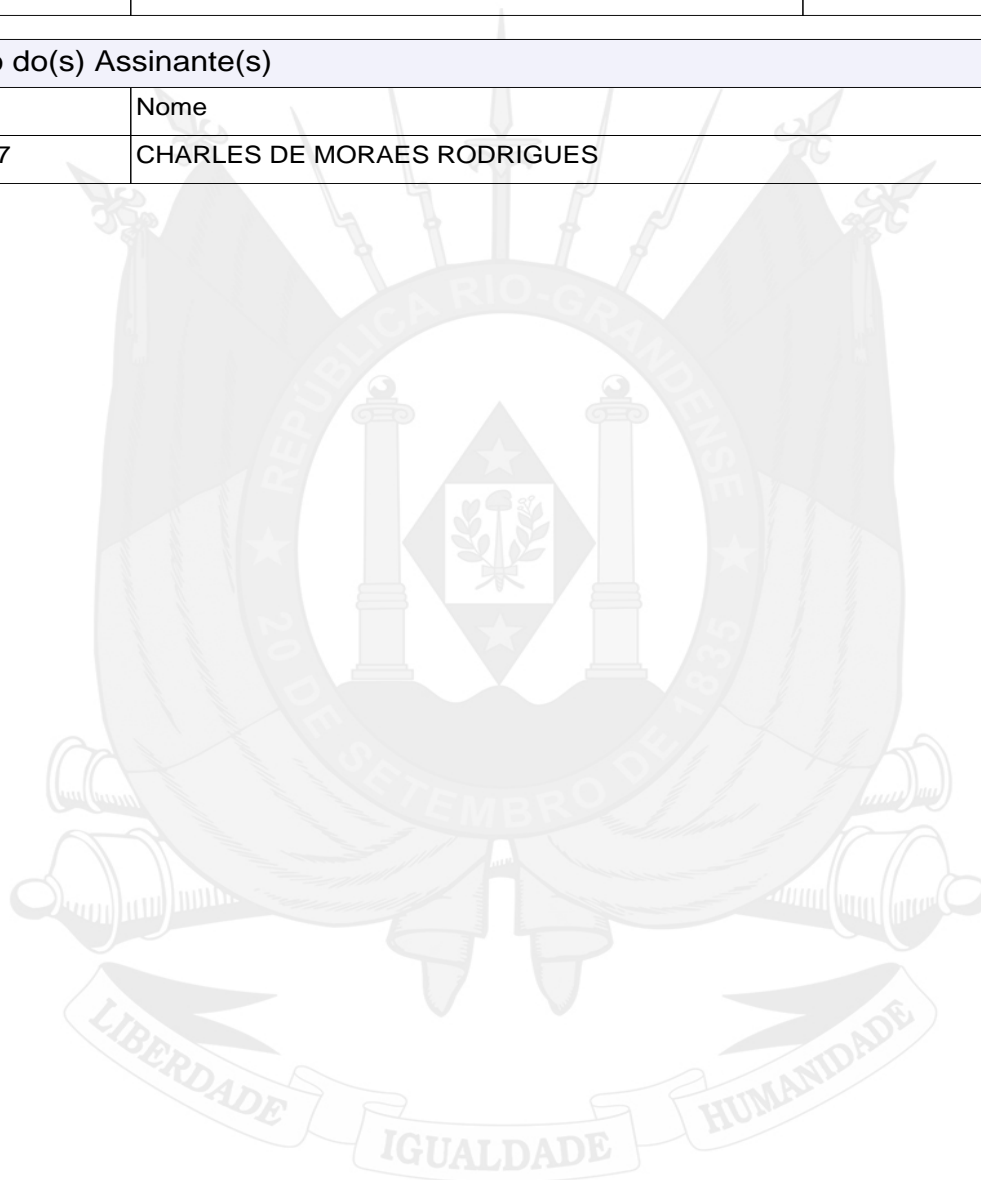 o do(s) Assinante(s)
Nome
7 CHARLES DE MORAES RODRIGUES
REPÚBLICA RIO-GRANDENSE
20 DE SETEMBRO DE 1835
LIBERDADE IGUALDADE HUMANIDADE